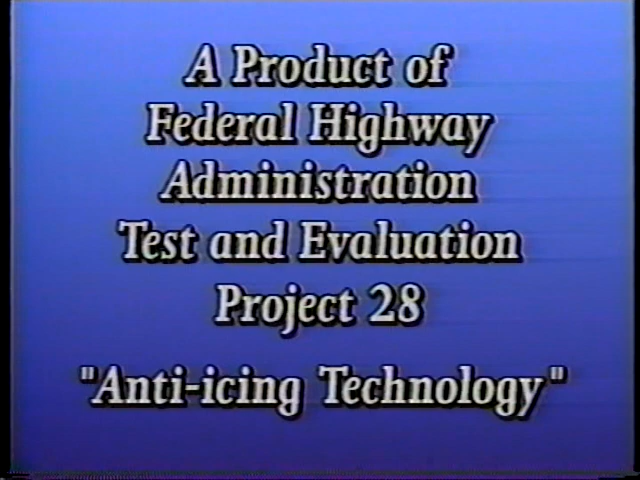 A Product of
Federal Highway
Administration
Test and Evaluation
Project 28
"Anti-icing Technology"